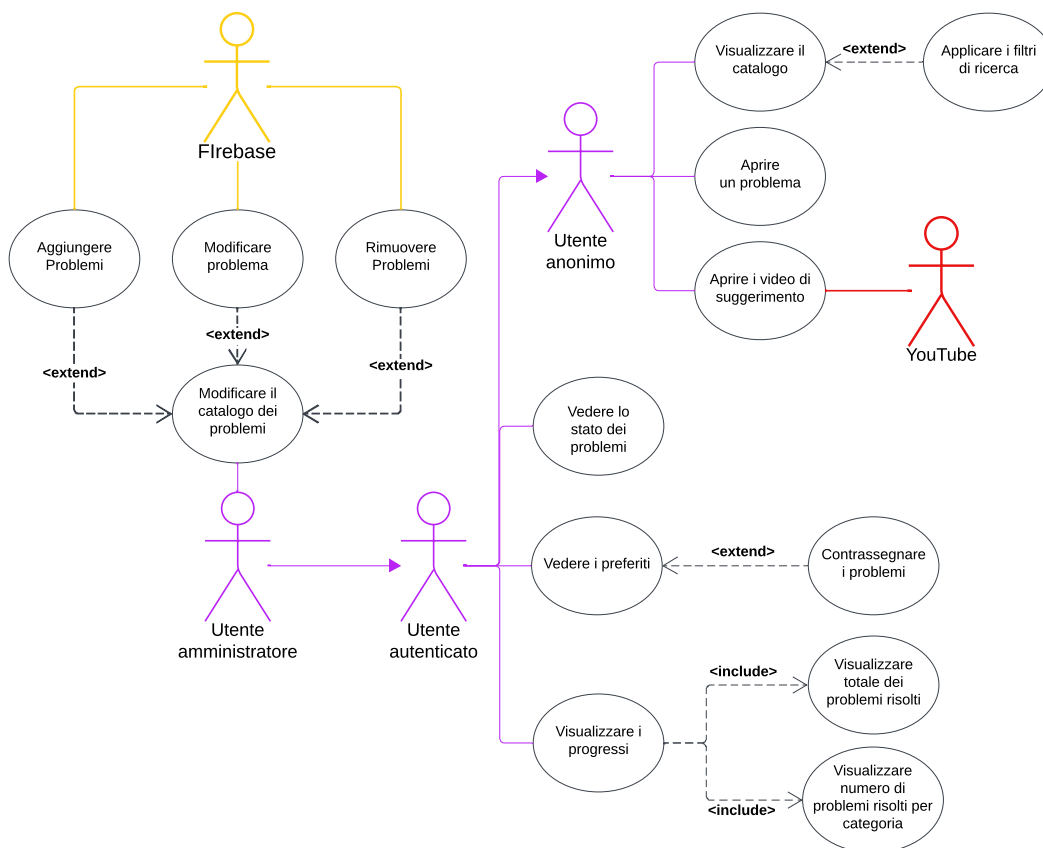 Visualizzare il
catalogo
<extend>
Applicare i filtri
di ricerca
FIrebase
Aprire
un problema
Utente
anonimo
Aggiungere
Problemi
Modificare
problema
Rimuovere
Problemi
Aprire i video di
suggerimento
YouTube
<extend>
<extend>
<extend>
Modificare il
catalogo dei
problemi
Vedere lo
stato dei
problemi
Vedere i preferiti
<extend>
Contrassegnare
i problemi
Utente
amministratore
Utente
autenticato
Visualizzare i
progressi
<include>
Visualizzare
totale dei
problemi risolti
<include>
Visualizzare
numero di
problemi risolti per
categoria